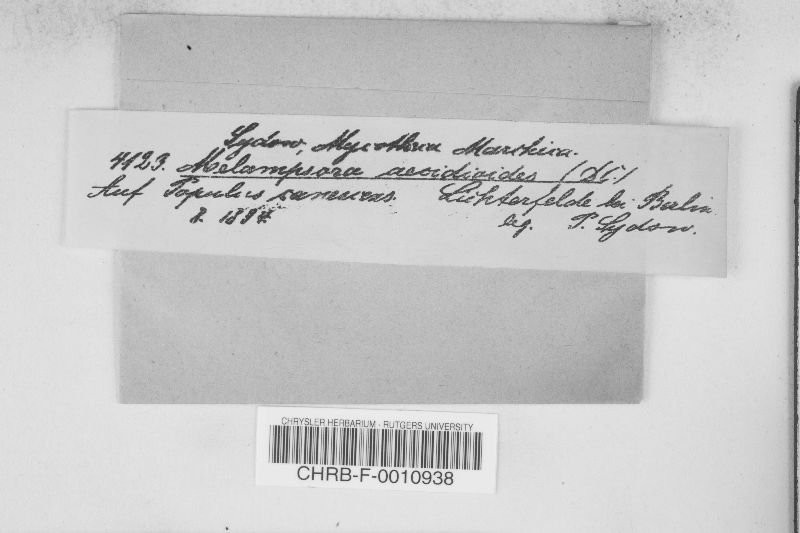 Sydow, Mycotheca Marchica.
4123. Melampsora aecidioides (DC.)
Auf Populus canescens. Lichterfelde bei Berlin.
8. 1894. leg. P. Sydow.
CHRYSLER HERBARIUM - RUTGERS UNIVERSITY
CHRB-F-0010938